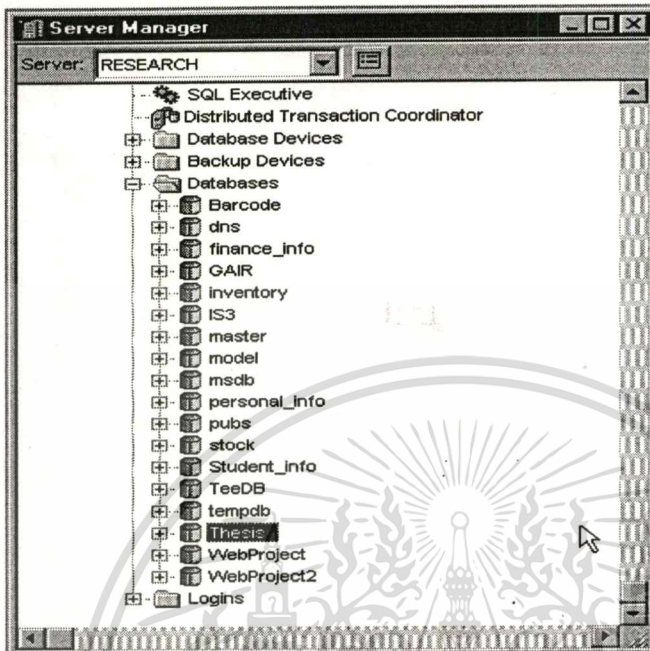 Server Manager
Server: RESEARCH
SQL Executive
Distributed Transaction Coordinator
Database Devices
Backup Devices
Databases
Barcode
dns
finance_info
GAIR
inventory
IS3
master
model
msdb
personal_info
pubs
stock
Student_info
TeeDB
tempdb
Thesis
WebProject
WebProject2
Logins